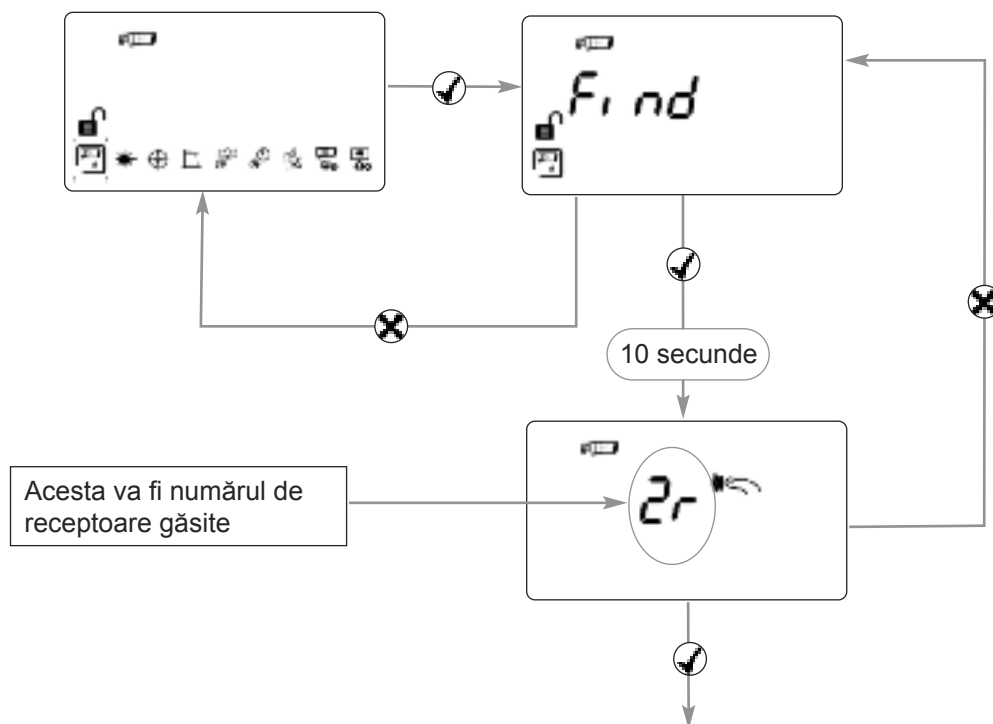 Find
10 secunde
2r
Acesta va fi numărul de
receptoare găsite